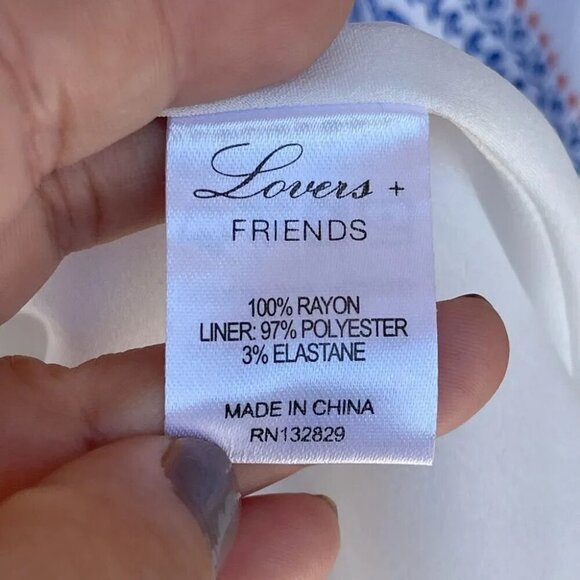 Lovers +
FRIENDS
100% RAYON
LINER: 97% POLYESTER
3% ELASTANE
MADE IN CHINA
RN132829